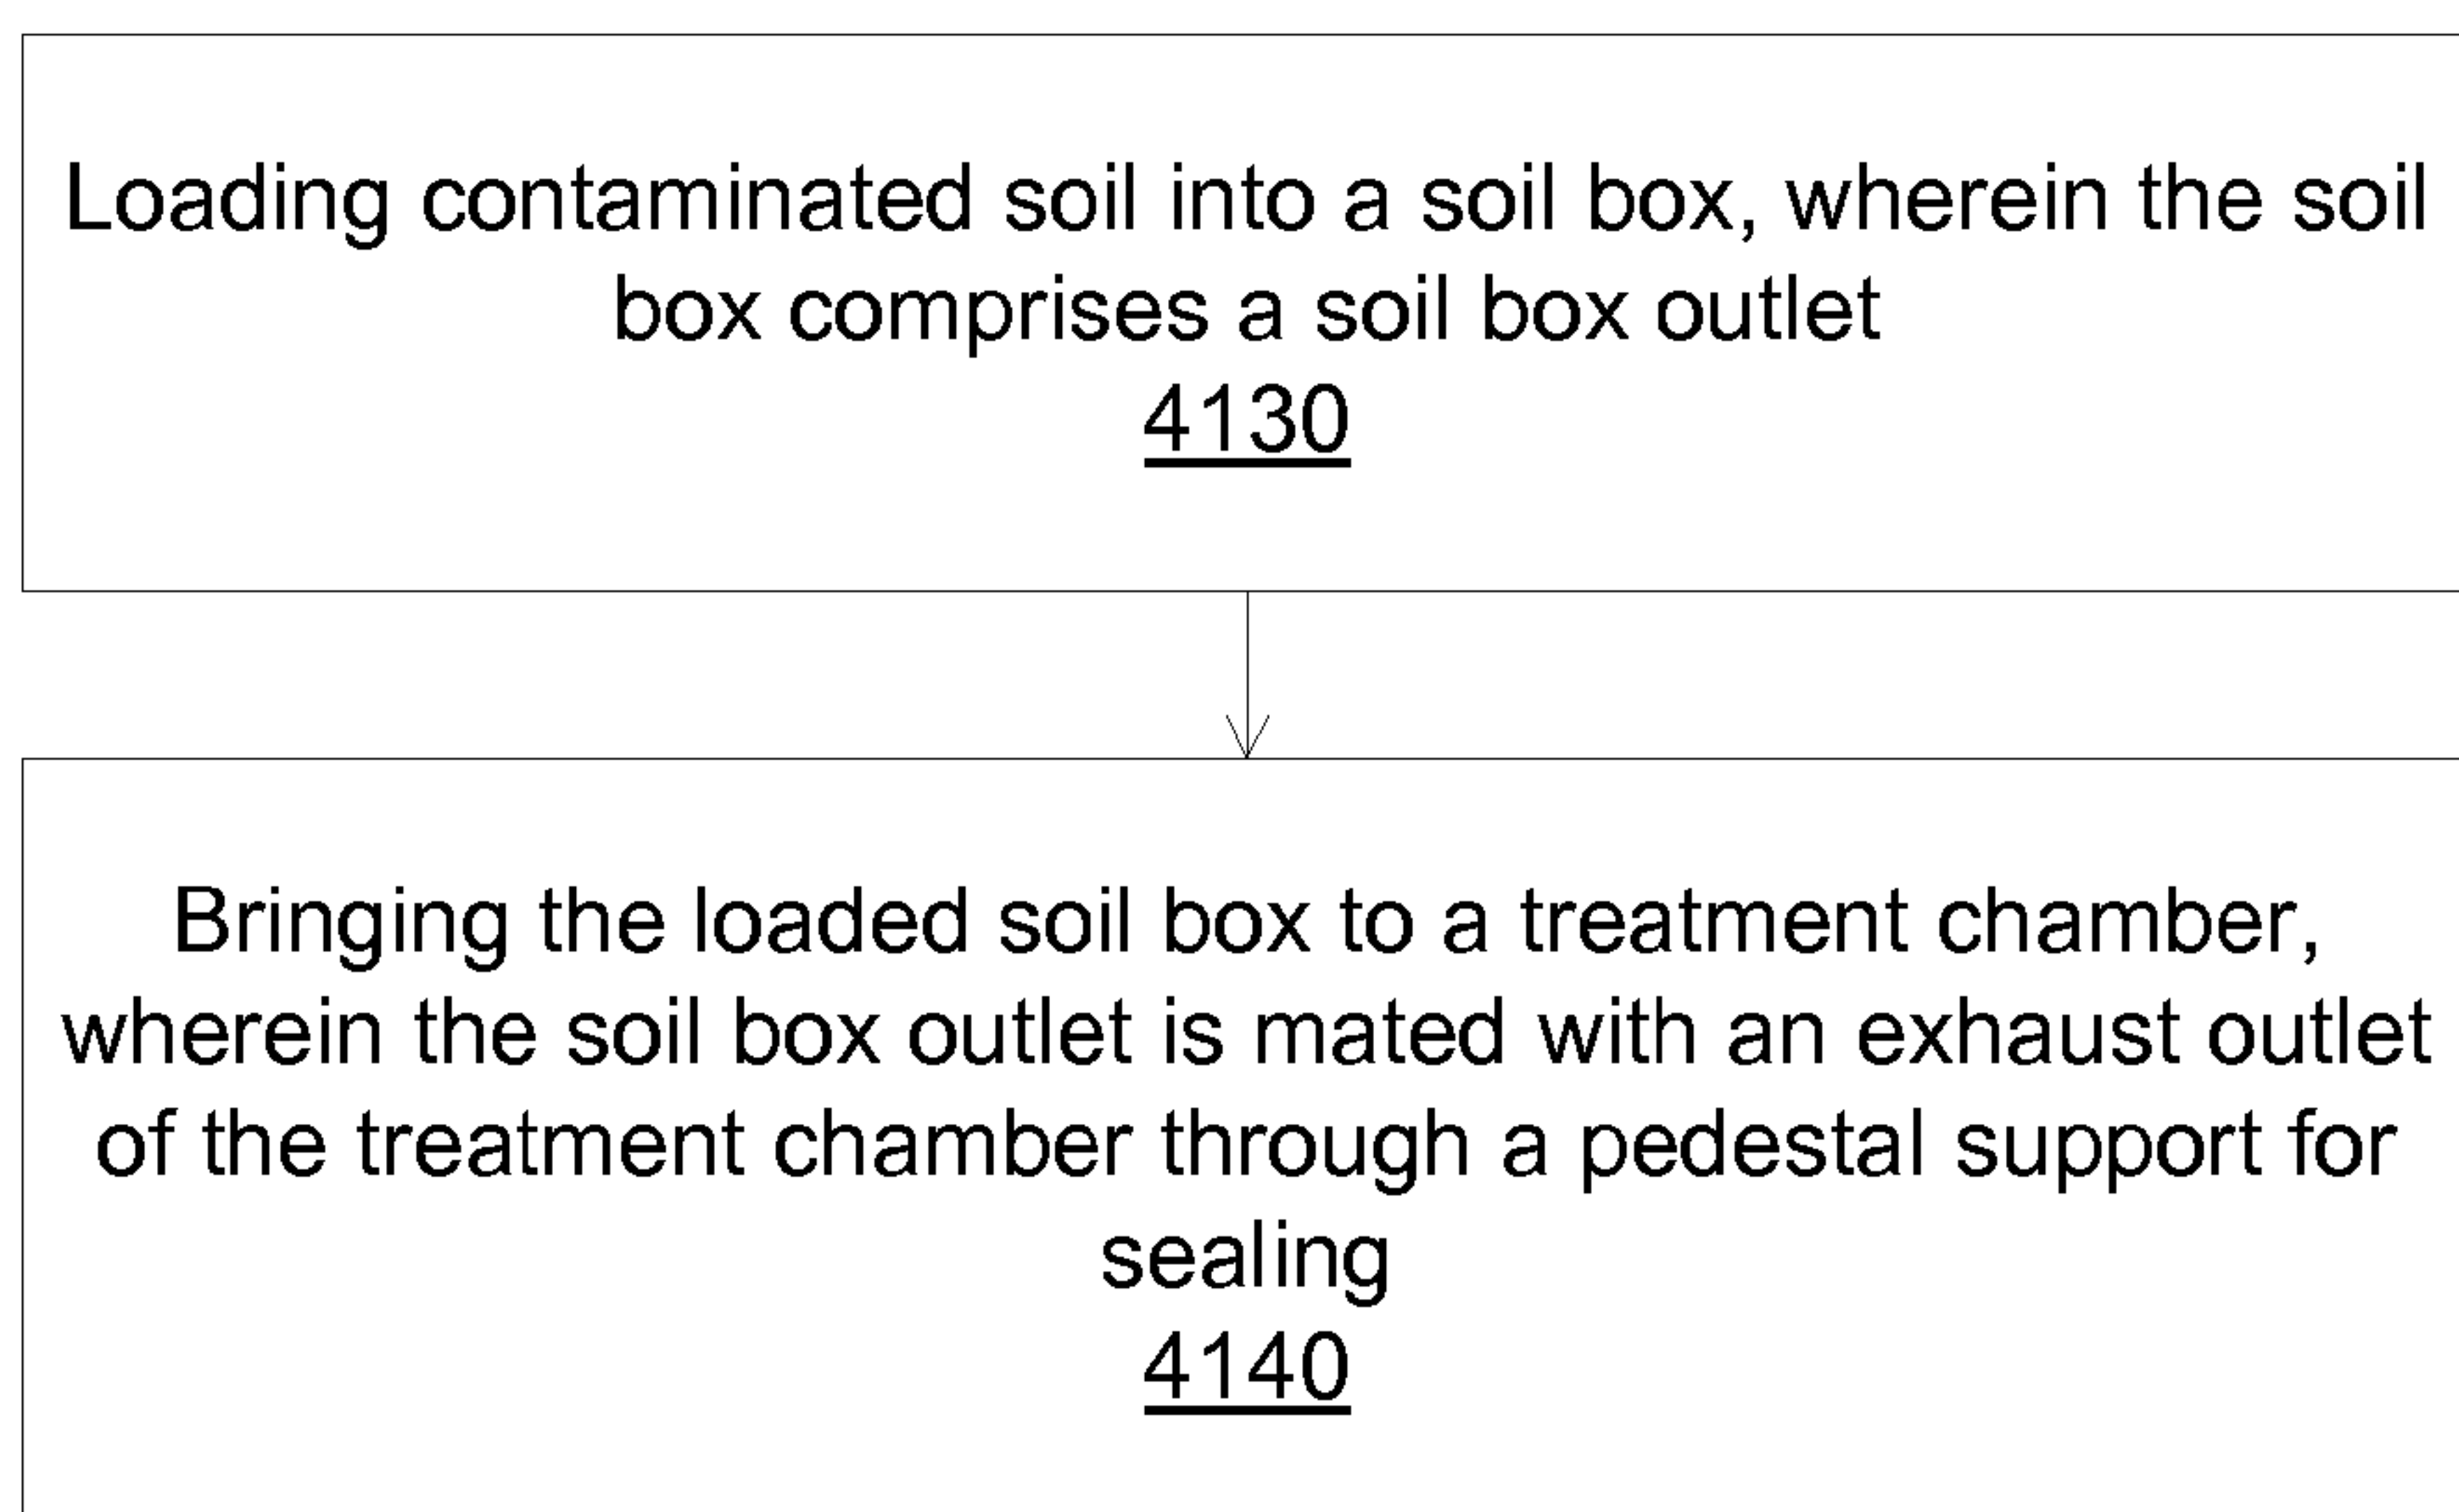 Loading contaminated soil into a soil box, wherein the soil
box comprises a soil box outlet
4130
Bringing the loaded soil box to a treatment chamber,
wherein the soil box outlet is mated with an exhaust outlet
of the treatment chamber through a pedestal support for
sealing
4140